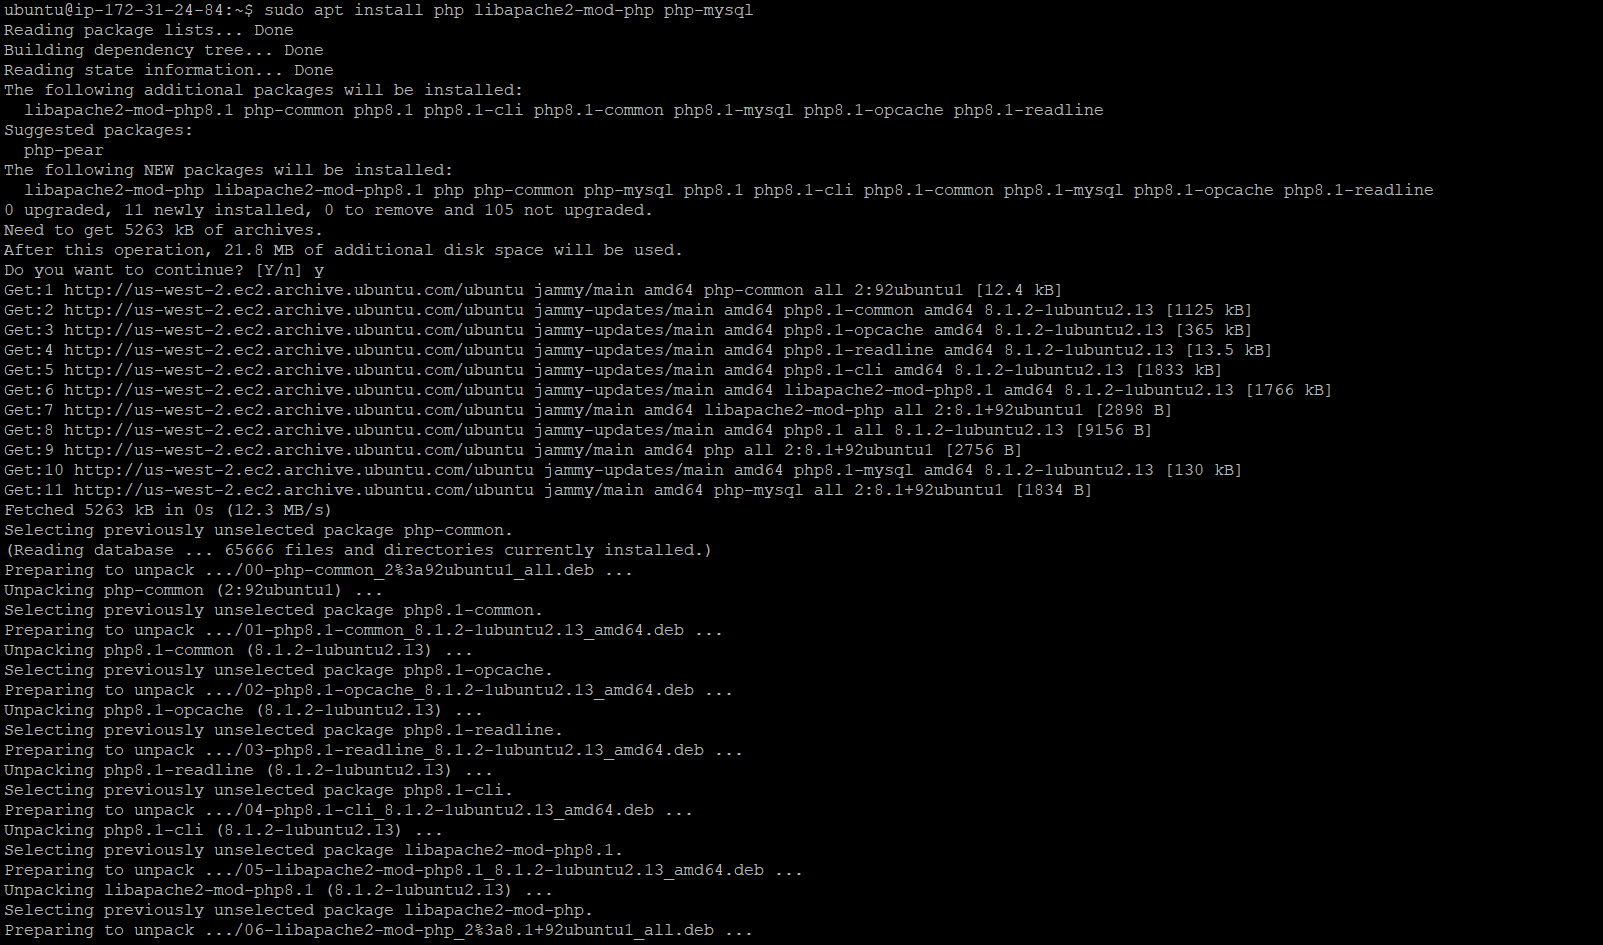 ubuntu@ip-172-31-24-84:~$ sudo apt install php libapache2-mod-php php-mysql
Reading package lists... Done
Building dependency tree... Done
Reading state information... Done
The following additional packages will be installed:
  libapache2-mod-php8.1 php-common php8.1 php8.1-cli php8.1-common php8.1-mysql php8.1-opcache php8.1-readline
Suggested packages:
  php-pear
The following NEW packages will be installed:
  libapache2-mod-php libapache2-mod-php8.1 php php-common php-mysql php8.1 php8.1-cli php8.1-common php8.1-mysql php8.1-opcache php8.1-readline
0 upgraded, 11 newly installed, 0 to remove and 105 not upgraded.
Need to get 5263 kB of archives.
After this operation, 21.8 MB of additional disk space will be used.
Do you want to continue? [Y/n] y
Get:1 http://us-west-2.ec2.archive.ubuntu.com/ubuntu jammy/main amd64 php-common all 2:92ubuntu1 [12.4 kB]
Get:2 http://us-west-2.ec2.archive.ubuntu.com/ubuntu jammy-updates/main amd64 php8.1-common amd64 8.1.2-1ubuntu2.13 [1125 kB]
Get:3 http://us-west-2.ec2.archive.ubuntu.com/ubuntu jammy-updates/main amd64 php8.1-opcache amd64 8.1.2-1ubuntu2.13 [365 kB]
Get:4 http://us-west-2.ec2.archive.ubuntu.com/ubuntu jammy-updates/main amd64 php8.1-readline amd64 8.1.2-1ubuntu2.13 [13.5 kB]
Get:5 http://us-west-2.ec2.archive.ubuntu.com/ubuntu jammy-updates/main amd64 php8.1-cli amd64 8.1.2-1ubuntu2.13 [1833 kB]
Get:6 http://us-west-2.ec2.archive.ubuntu.com/ubuntu jammy-updates/main amd64 libapache2-mod-php8.1 amd64 8.1.2-1ubuntu2.13 [1766 kB]
Get:7 http://us-west-2.ec2.archive.ubuntu.com/ubuntu jammy/main amd64 libapache2-mod-php all 2:8.1+92ubuntu1 [2898 B]
Get:8 http://us-west-2.ec2.archive.ubuntu.com/ubuntu jammy-updates/main amd64 php8.1 all 8.1.2-1ubuntu2.13 [9156 B]
Get:9 http://us-west-2.ec2.archive.ubuntu.com/ubuntu jammy/main amd64 php all 2:8.1+92ubuntu1 [2756 B]
Get:10 http://us-west-2.ec2.archive.ubuntu.com/ubuntu jammy-updates/main amd64 php8.1-mysql amd64 8.1.2-1ubuntu2.13 [130 kB]
Get:11 http://us-west-2.ec2.archive.ubuntu.com/ubuntu jammy/main amd64 php-mysql all 2:8.1+92ubuntu1 [1834 B]
Fetched 5263 kB in 0s (12.3 MB/s)
Selecting previously unselected package php-common.
(Reading database ... 65666 files and directories currently installed.)
Preparing to unpack .../00-php-common_2%3a92ubuntu1_all.deb ...
Unpacking php-common (2:92ubuntu1) ...
Selecting previously unselected package php8.1-common.
Preparing to unpack .../01-php8.1-common_8.1.2-1ubuntu2.13_amd64.deb ...
Unpacking php8.1-common (8.1.2-1ubuntu2.13) ...
Selecting previously unselected package php8.1-opcache.
Preparing to unpack .../02-php8.1-opcache_8.1.2-1ubuntu2.13_amd64.deb ...
Unpacking php8.1-opcache (8.1.2-1ubuntu2.13) ...
Selecting previously unselected package php8.1-readline.
Preparing to unpack .../03-php8.1-readline_8.1.2-1ubuntu2.13_amd64.deb ...
Unpacking php8.1-readline (8.1.2-1ubuntu2.13) ...
Selecting previously unselected package php8.1-cli.
Preparing to unpack .../04-php8.1-cli_8.1.2-1ubuntu2.13_amd64.deb ...
Unpacking php8.1-cli (8.1.2-1ubuntu2.13) ...
Selecting previously unselected package libapache2-mod-php8.1.
Preparing to unpack .../05-libapache2-mod-php8.1_8.1.2-1ubuntu2.13_amd64.deb ...
Unpacking libapache2-mod-php8.1 (8.1.2-1ubuntu2.13) ...
Selecting previously unselected package libapache2-mod-php.
Preparing to unpack .../06-libapache2-mod-php_2%3a8.1+92ubuntu1_all.deb ...